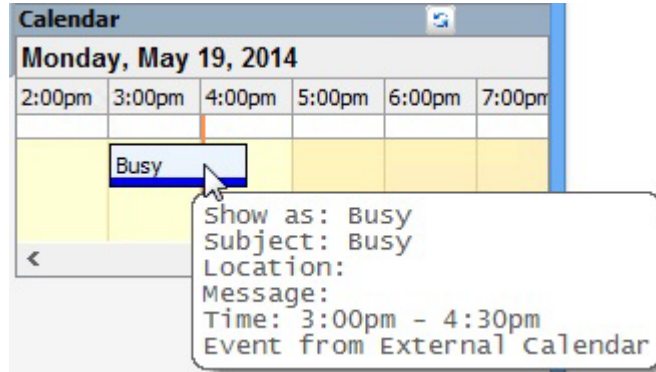 Calendar
Monday, May 19, 2014
2:00pm 3:00pm 4:00pm 5:00pm 6:00pm 7:00pm
Busy
Show as: Busy
Subject: Busy
Location:
Message:
Time: 3:00pm - 4:30pm
Event from External Calendar